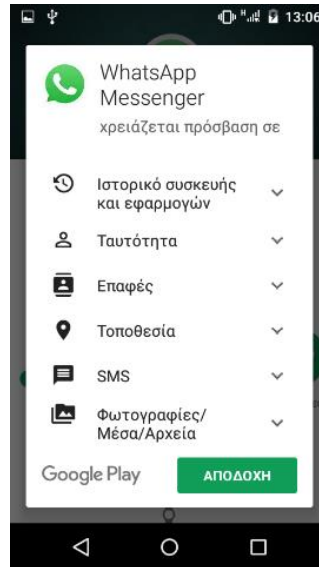 H 13:06
WhatsApp
Messenger
χρειάζεται πρόσβαση σε
Ιστορικό συσκευής
και εφαρμογών
Ταυτότητα
Επαφές
Τοποθεσία
SMS
Φωτογραφίες/
Μέσα/Αρχεία
Google Play ΑΠΟΔΟΧΗ